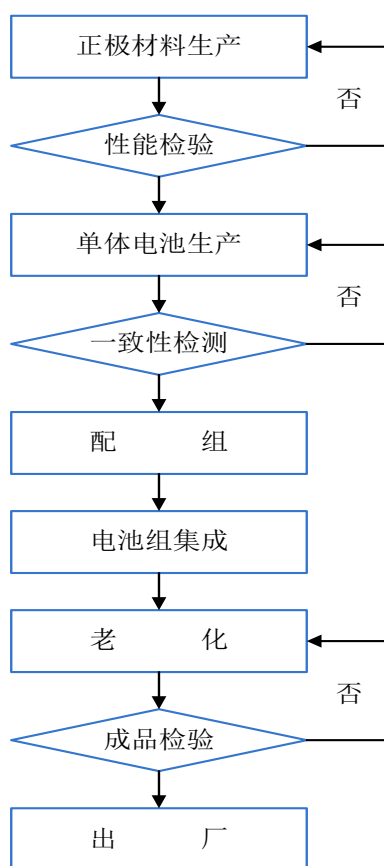 正极材料生产
否
性能检验
单体电池生产
否
一致性检测
配 组
电池组集成
老 化
否
成品检验
出 厂